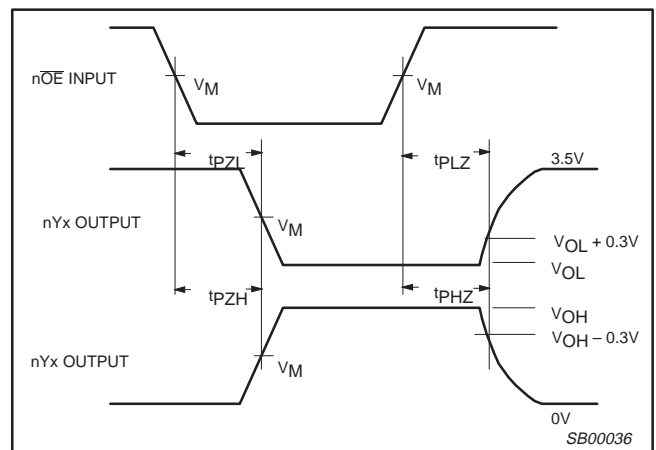 nO̅E̅ INPUT
VM
VM
tPZL
tPLZ
3.5V
nYx OUTPUT
VM
VOL + 0.3V
VOL
tPZH
tPHZ
VOH
VOH – 0.3V
nYx OUTPUT
VM
0V
SB00036